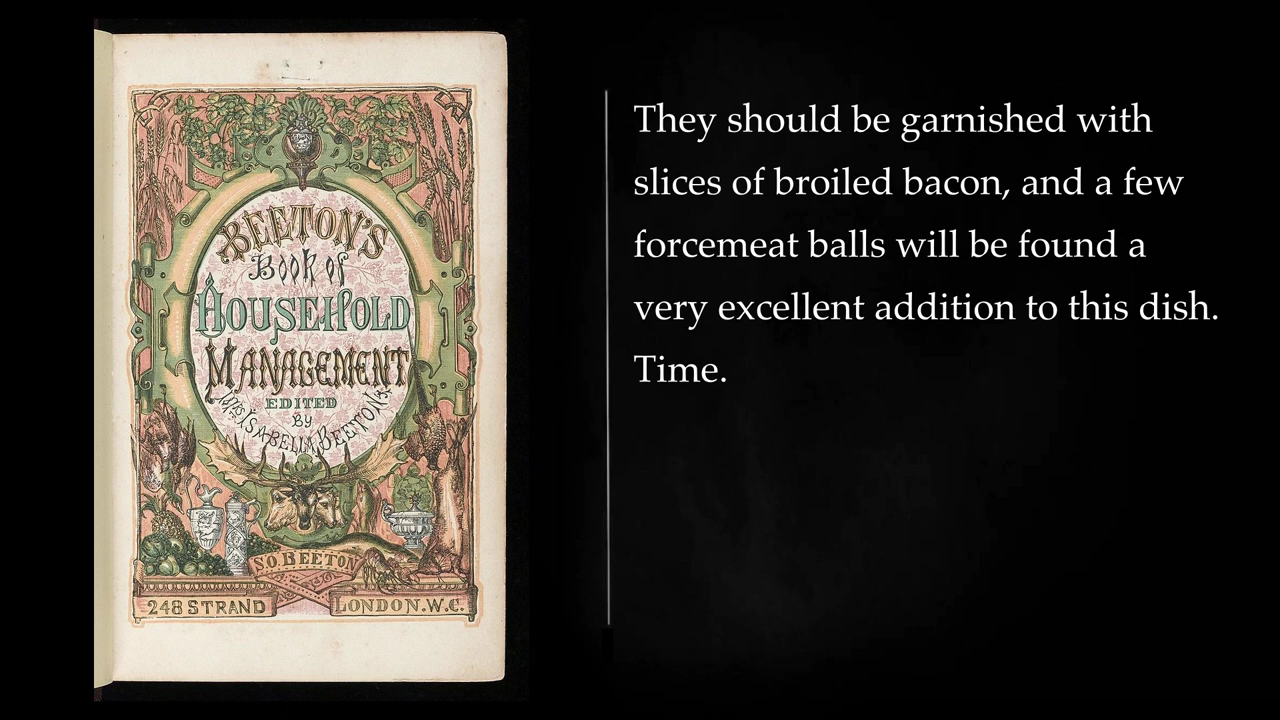 BEETON'S
Book of
HOUSEHOLD
MANAGEMENT
EDITED
BY
MRS ISABELLA BEETON
S.O. BEETON
248 STRAND
LONDON. W.C.
They should be garnished with
slices of broiled bacon, and a few
forcemeat balls will be found a
very excellent addition to this dish.
Time.